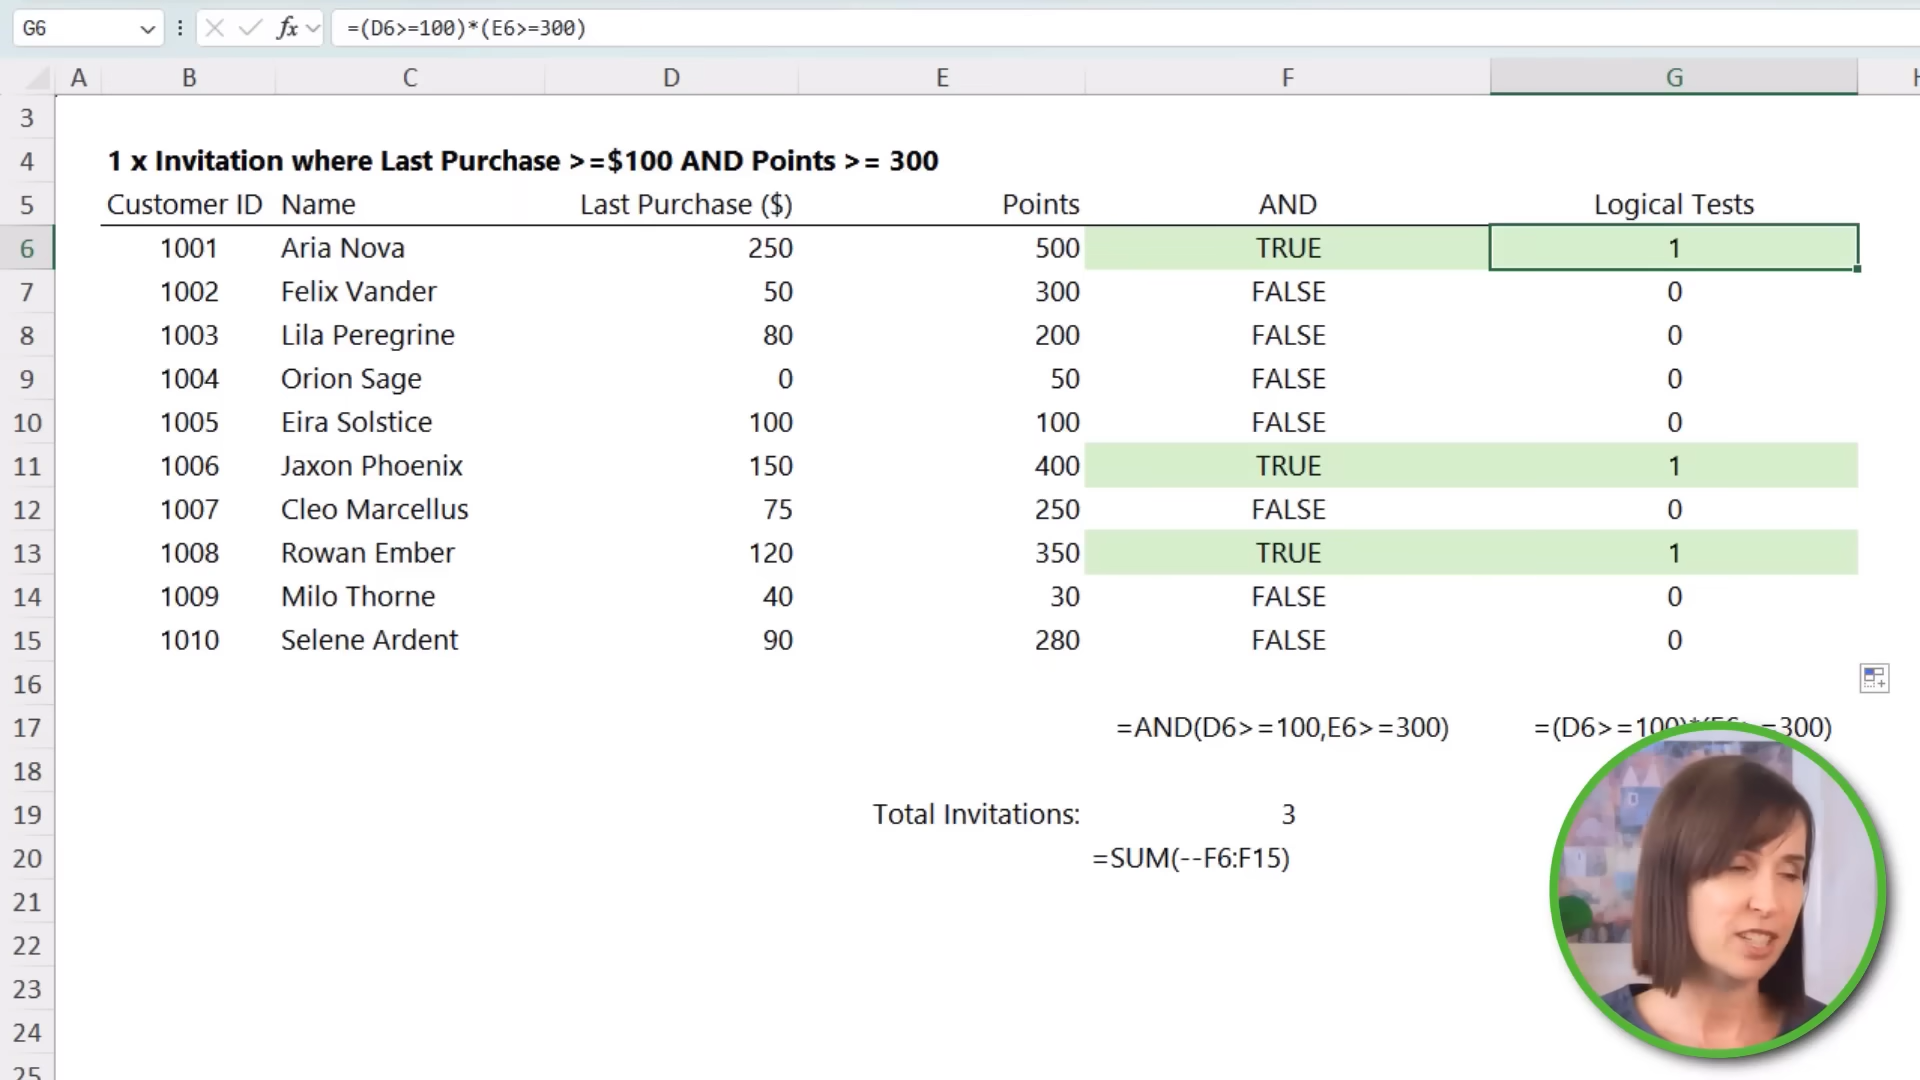 G6 fx =(D6>=100)*(E6>=300)
A B C D E F G H
3
4 1 x Invitation where Last Purchase >=$100 AND Points >= 300
5 Customer ID Name Last Purchase ($) Points AND Logical Tests
6 1001 Aria Nova 250 500 TRUE 1
7 1002 Felix Vander 50 300 FALSE 0
8 1003 Lila Peregrine 80 200 FALSE 0
9 1004 Orion Sage 0 50 FALSE 0
10 1005 Eira Solstice 100 100 FALSE 0
11 1006 Jaxon Phoenix 150 400 TRUE 1
12 1007 Cleo Marcellus 75 250 FALSE 0
13 1008 Rowan Ember 120 350 TRUE 1
14 1009 Milo Thorne 40 30 FALSE 0
15 1010 Selene Ardent 90 280 FALSE 0
16
17 =AND(D6>=100,E6>=300) =(D6>=100)*(E6>=300)
18
19 Total Invitations: 3
20 =SUM(--F6:F15)
21
22
23
24
25